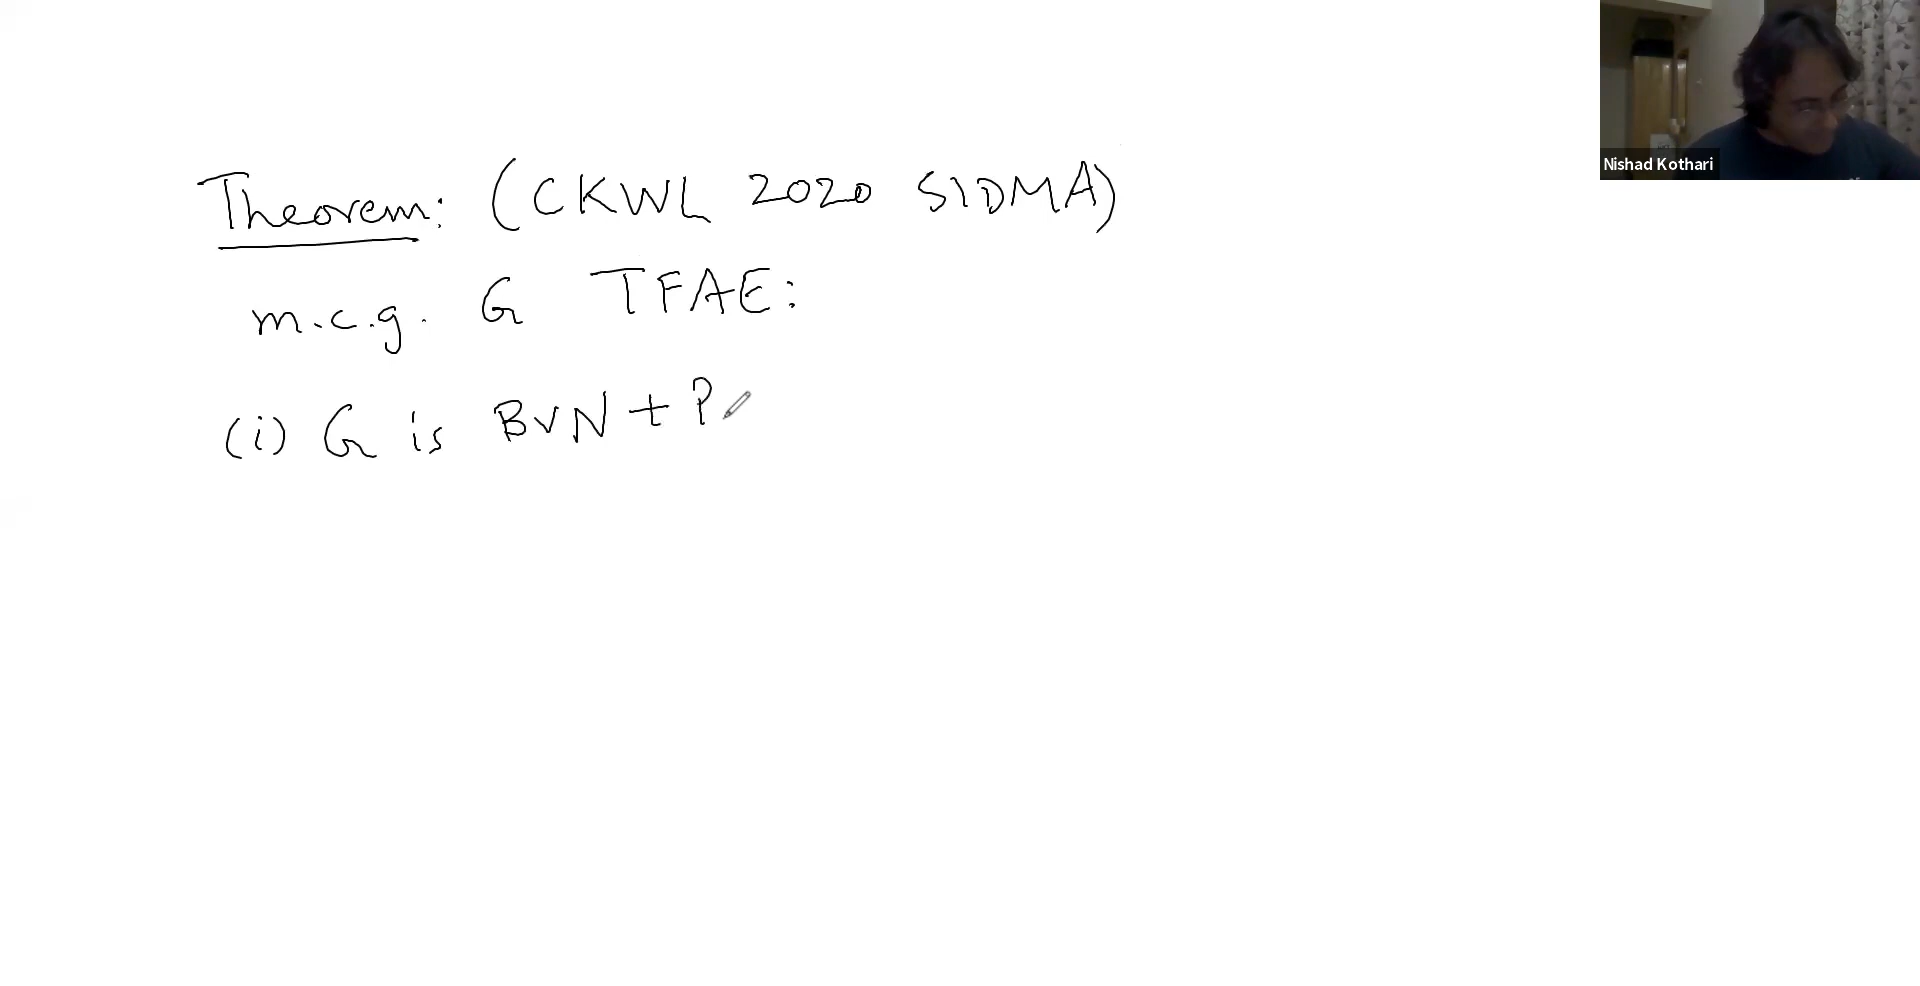 Nishad Kothari
Theorem: (CKWL 2020 SIDMA)
m.c.g. G TFAE:
(i) G is BVN + P